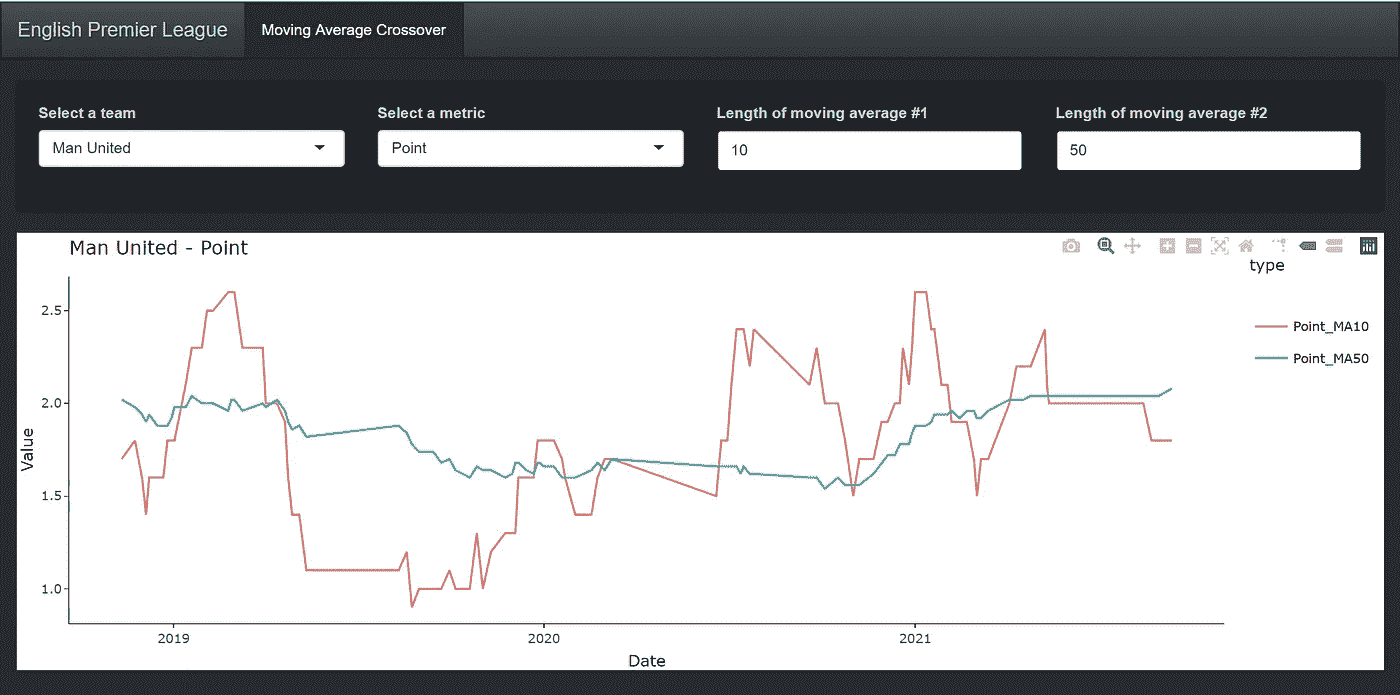 English Premier League
Moving Average Crossover
Select a team
Select a metric
Length of moving average #1
Length of moving average #2
Man United
Point
10
50
Man United - Point
type
Point_MA10
Point_MA50
2.5
2.0
1.5
1.0
Value
2019
2020
2021
Date